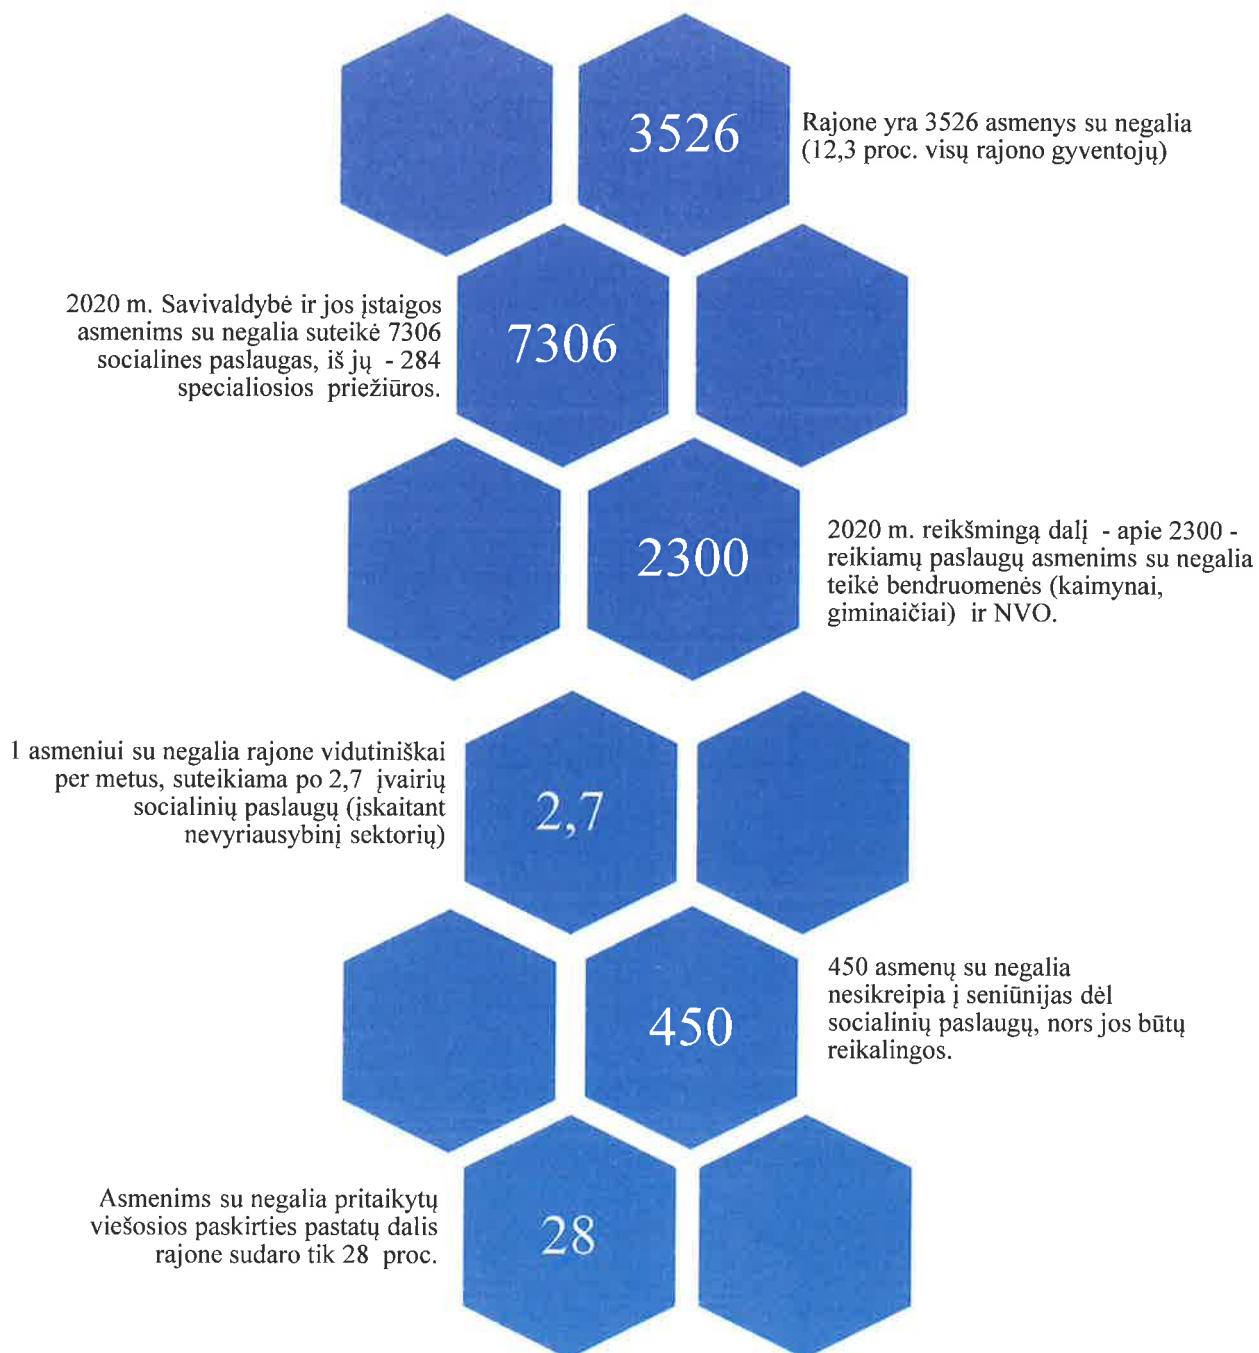 3526
Rajone yra 3526 asmenys su negalia
(12,3 proc. visų rajono gyventojų)
2020 m. Savivaldybė ir jos įstaigos
asmenims su negalia suteikė 7306
socialines paslaugas, iš jų - 284
specialiosios priežiūros.
7306
2300
2020 m. reikšmingą dalį - apie 2300 -
reikiamų paslaugų asmenims su negalia
teikė bendruomenės (kaimynai,
giminaičiai) ir NVO.
1 asmeniui su negalia rajone vidutiniškai
per metus, suteikiama po 2,7 įvairių
socialinių paslaugų (įskaitant
nevyriausybinį sektorių)
2,7
450
450 asmenų su negalia
nesikreipia į seniūnijas dėl
socialinių paslaugų, nors jos būtų
reikalingos.
Asmenims su negalia pritaikytų
viešosios paskirties pastatų dalis
rajone sudaro tik 28 proc.
28